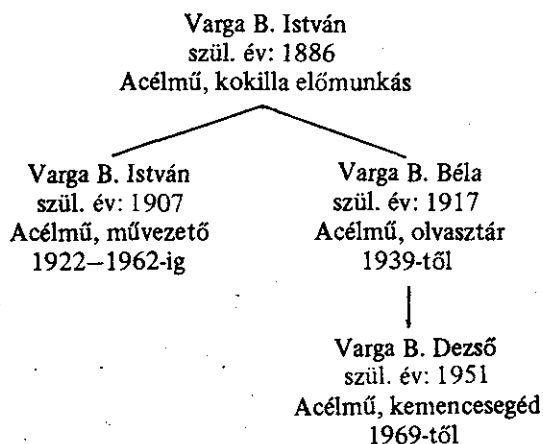 Varga B. István
szül. év: 1886
Acélmű, kokilla előmunkás
Varga B. István
szül. év: 1907
Acélmű, művezető
1922–1962-ig
Varga B. Béla
szül. év: 1917
Acélmű, olvasztár
1939-től
Varga B. Dezső
szül. év: 1951
Acélmű, kemencesegéd
1969-től